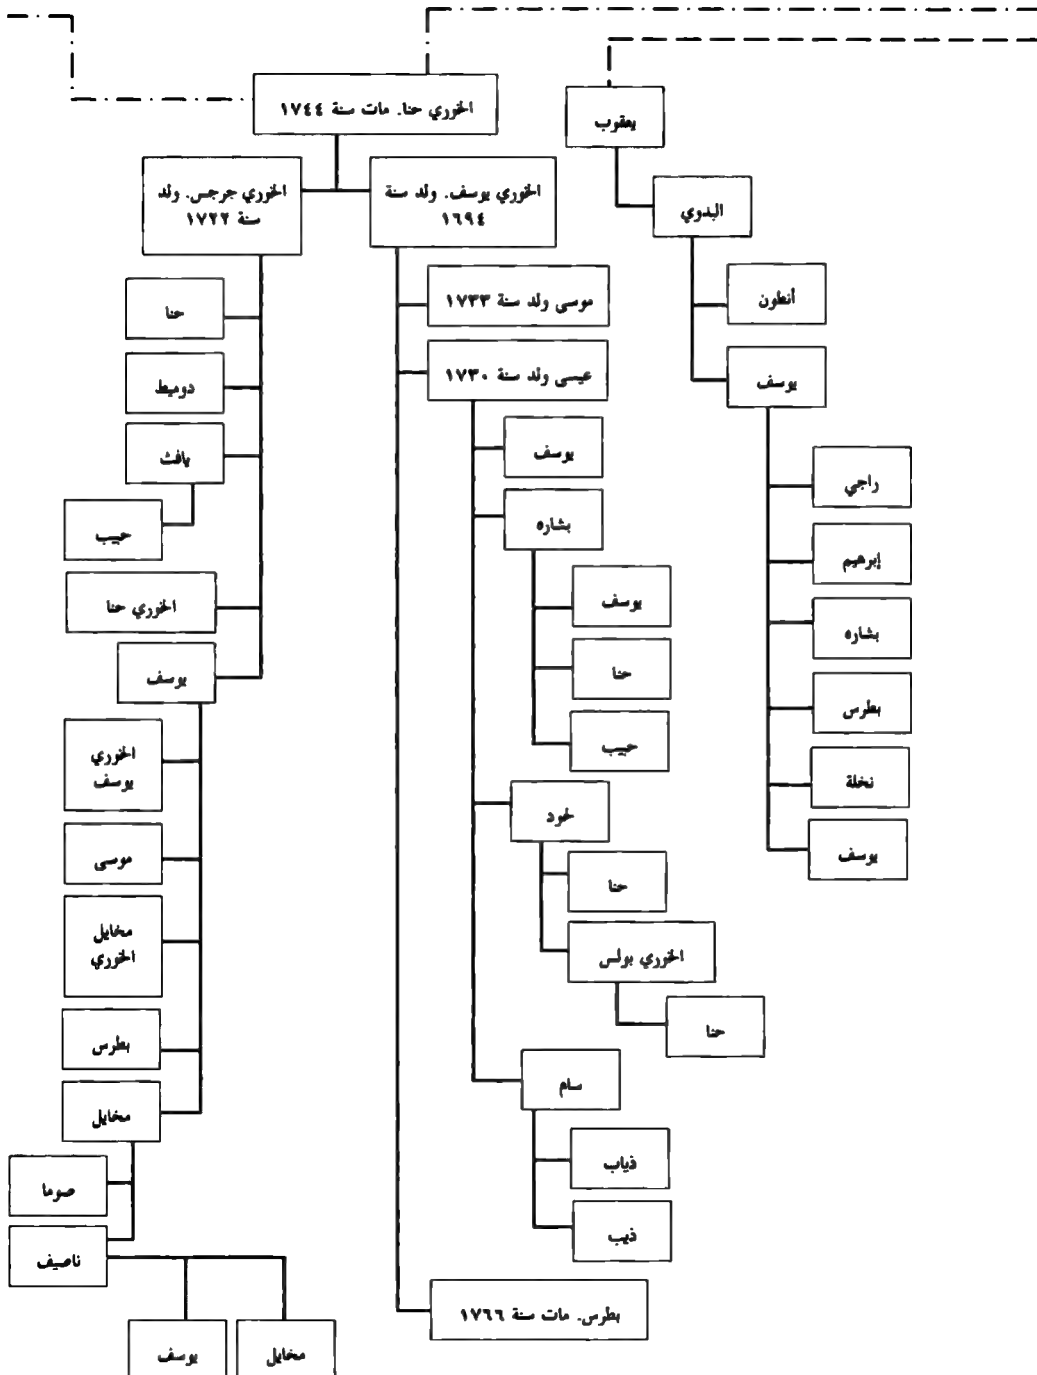 الخوري حنا. مات سنة ١٧٤٤
يعقوب
البدوي
أنطون
يوسف
راجي
إبرهيم
بشاره
بطرس
نخلة
يوسف
الخوري يوسف. ولد سنة
١٦٩٤
موسى ولد سنة ١٧٣٣
عيسى ولد سنة ١٧٣٠
يوسف
بشاره
يوسف
حنا
حبيب
لحود
حنا
الخوري بولس
حنا
سام
ذياب
ذيب
بطرس. مات سنة ١٧٦٦
الخوري جرجس. ولد
سنة ١٧٢٢
حنا
دوميط
يافث
حبيب
الخوري حنا
يوسف
الخوري
يوسف
موسى
مخايل
الخوري
بطرس
مخايل
صوما
ناصيف
مخايل
يوسف